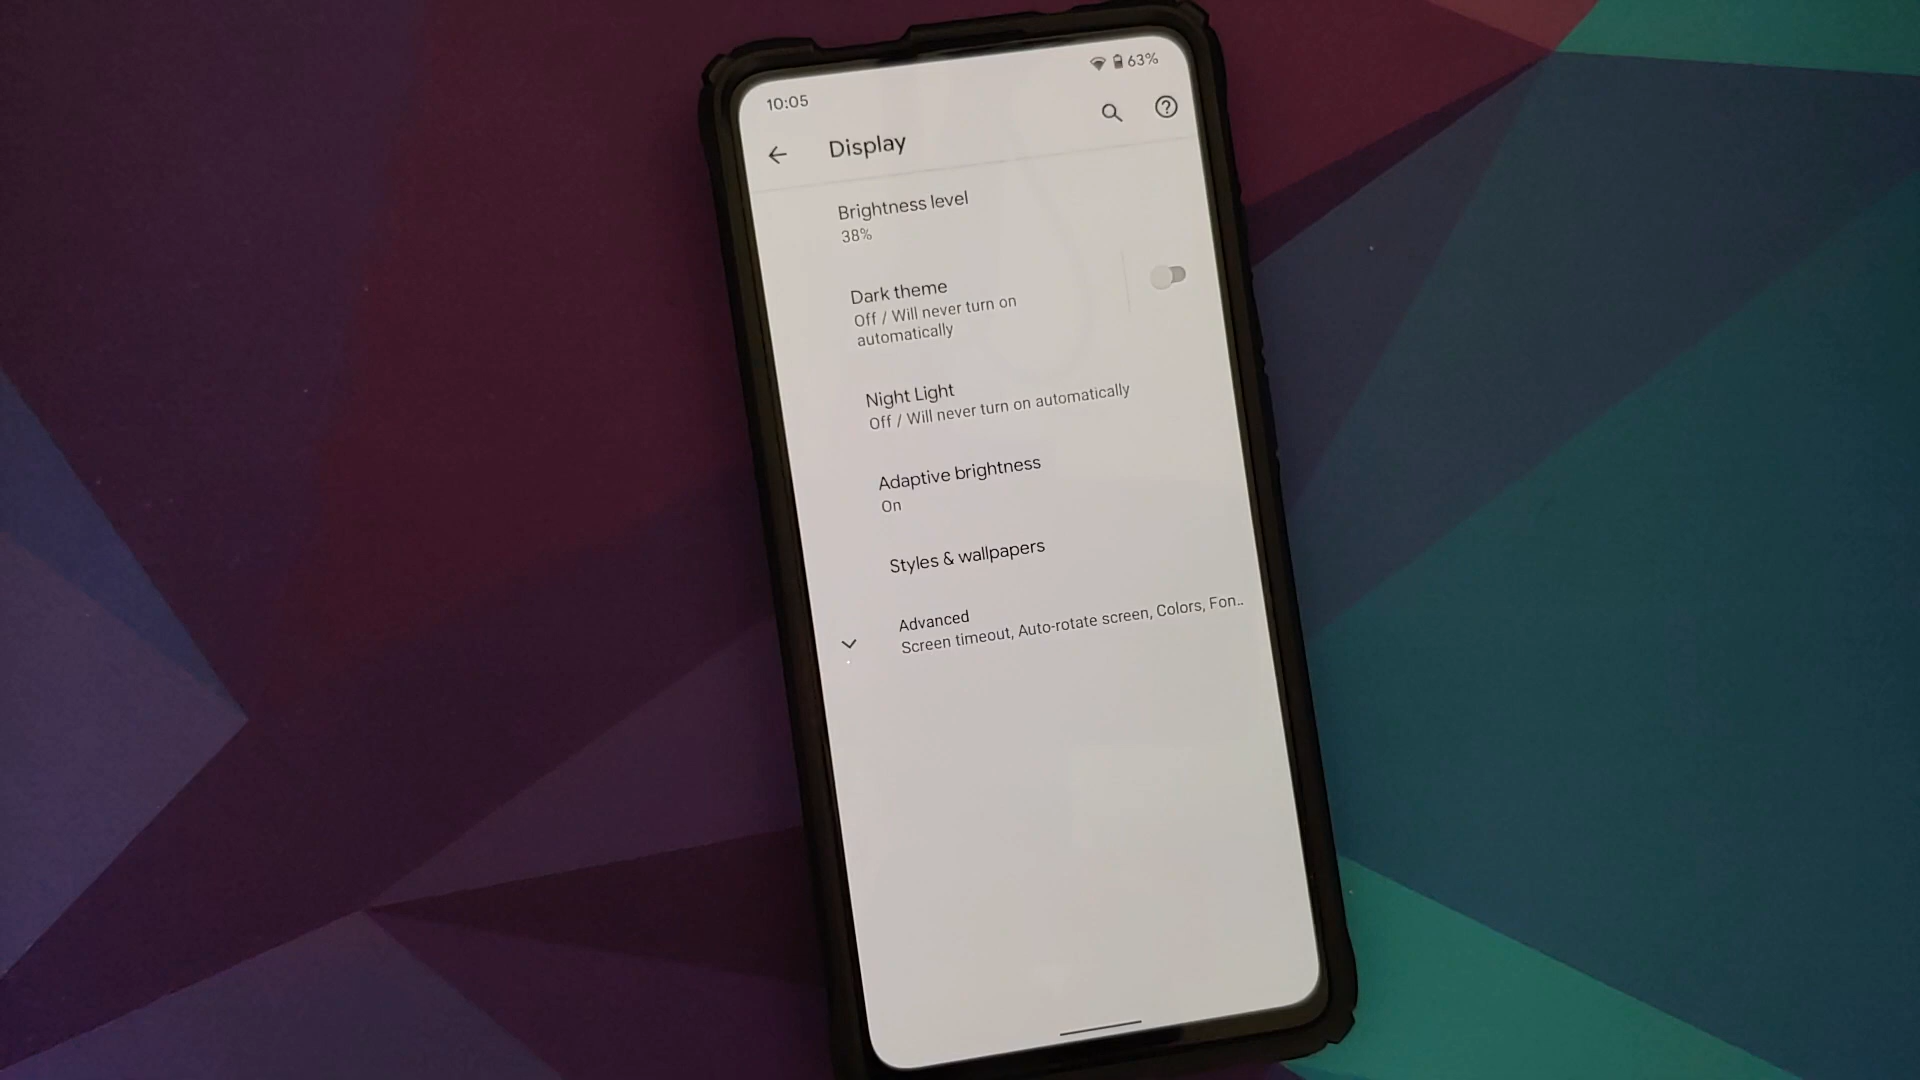 10:05
63%
Display
Brightness level
38%
Dark theme
Off / Will never turn on
automatically
Night Light
Off / Will never turn on automatically
Adaptive brightness
On
Styles & wallpapers
Advanced
Screen timeout, Auto-rotate screen, Colors, Fon..